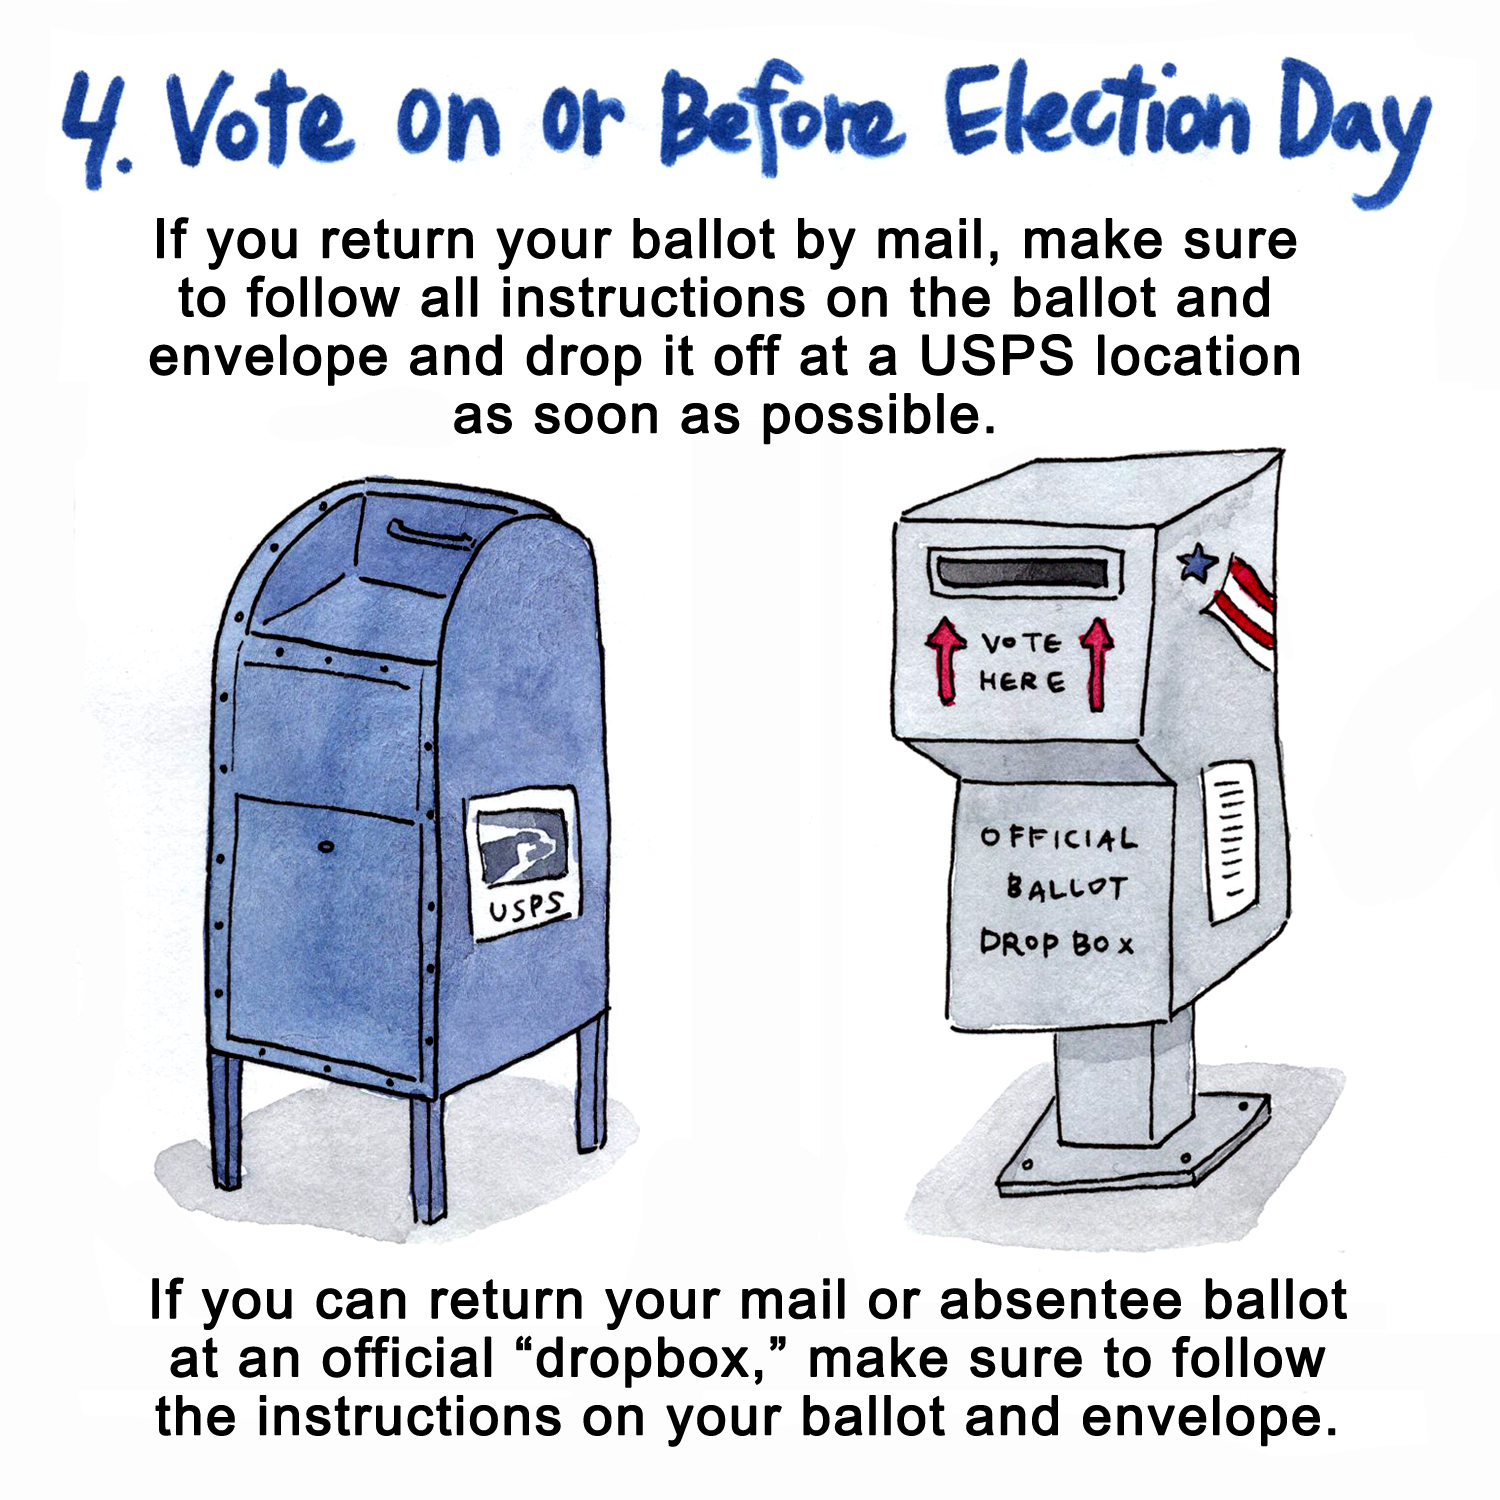 4. Vote on or Before Election Day
If you return your ballot by mail, make sure
to follow all instructions on the ballot and
envelope and drop it off at a USPS location
as soon as possible.
VOTE
HERE
USPS
OFFICIAL
BALLOT
DROP BOX
If you can return your mail or absentee ballot
at an official “dropbox,” make sure to follow
the instructions on your ballot and envelope.